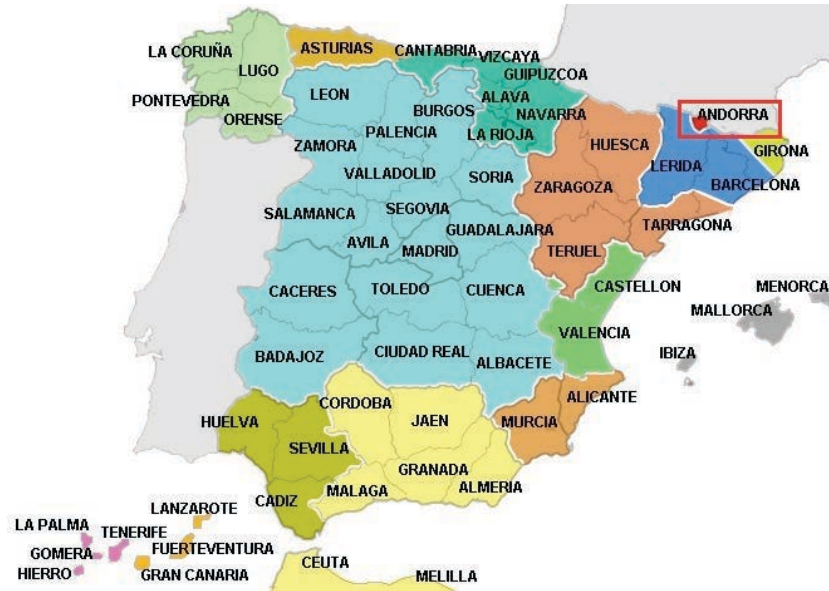 LA CORUÑA
LUGO
PONTEVEDRA
ORENSE
ASTURIAS
CANTABRIA
VIZCAYA
GUIPUZCOA
ALAVA
NAVARRA
LA RIOJA
LEON
BURGOS
PALENCIA
ZAMORA
VALLADOLID
SORIA
SALAMANCA
SEGOVIA
AVILA
MADRID
GUADALAJARA
CACERES
TOLEDO
CUENCA
BADAJOZ
CIUDAD REAL
ALBACETE
HUESCA
ZARAGOZA
TERUEL
TARRAGONA
ANDORRA
GIRONA
LERIDA
BARCELONA
CASTELLON
VALENCIA
MENORCA
MALLORCA
IBIZA
ALICANTE
MURCIA
HUELVA
SEVILLA
CADIZ
CORDOBA
JAEN
GRANADA
MALAGA
ALMERIA
LANZAROTE
LA PALMA
TENERIFE
GOMERA
FUERTEVENTURA
HIERRO
GRAN CANARIA
CEUTA
MELILLA